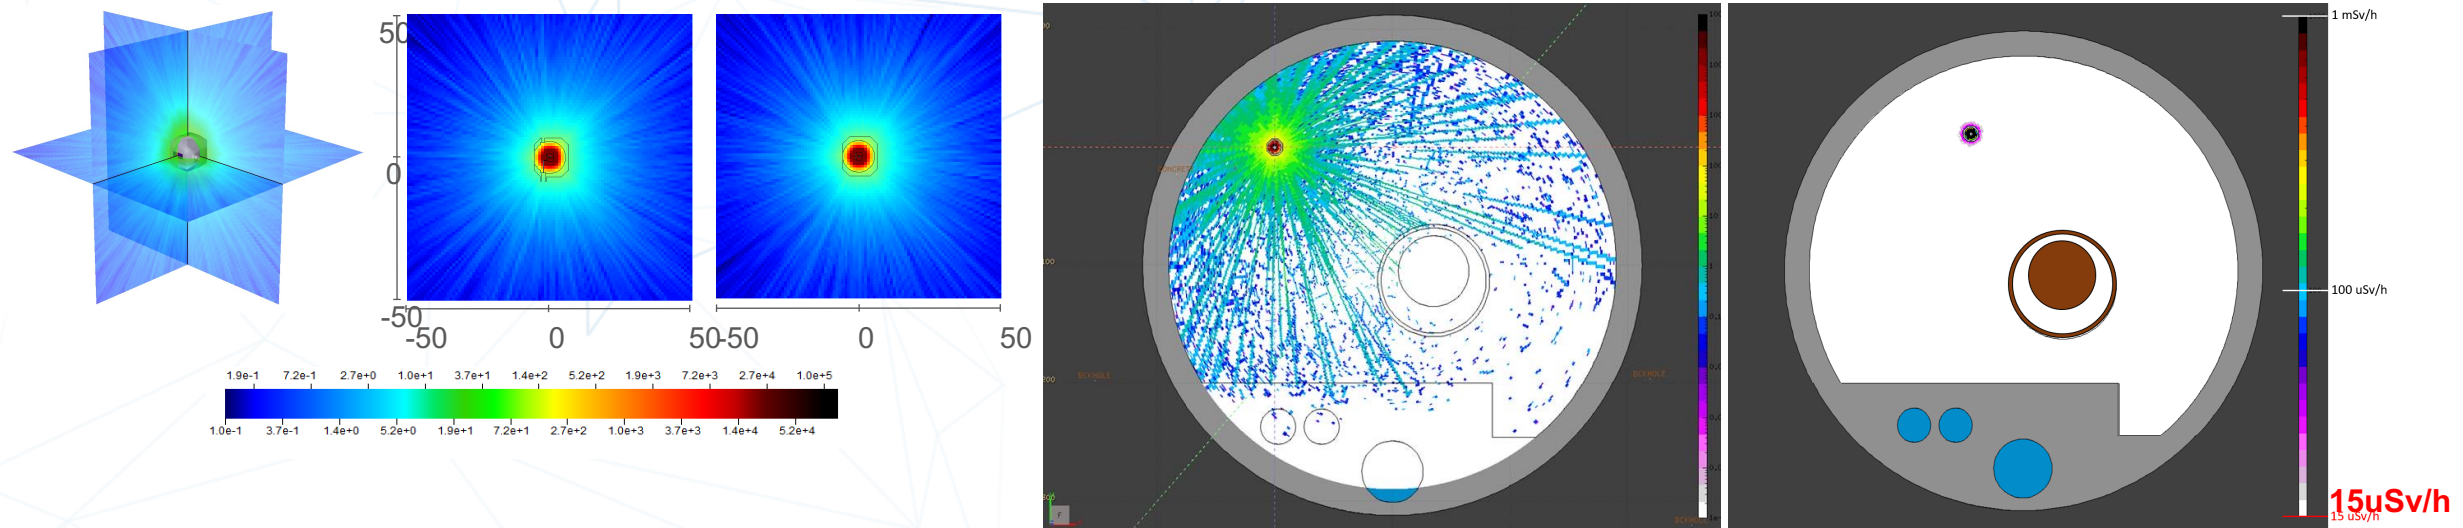 50
0
-50
-50
0
50
-50
0
50
1.9e-1 7.2e-1 2.7e+0 1.0e+1 3.7e+1 1.4e+2 5.2e+2 1.9e+3 7.2e+3 2.7e+4 1.0e+5
1.0e-1 3.7e-1 1.4e+0 5.2e+0 1.9e+1 7.2e+1 2.7e+2 1.0e+3 3.7e+3 1.4e+4 5.2e+4
BCKHOLE
BCKHOLE
F
1 mSv/h
100 uSv/h
15uSv/h
15 uSv/h